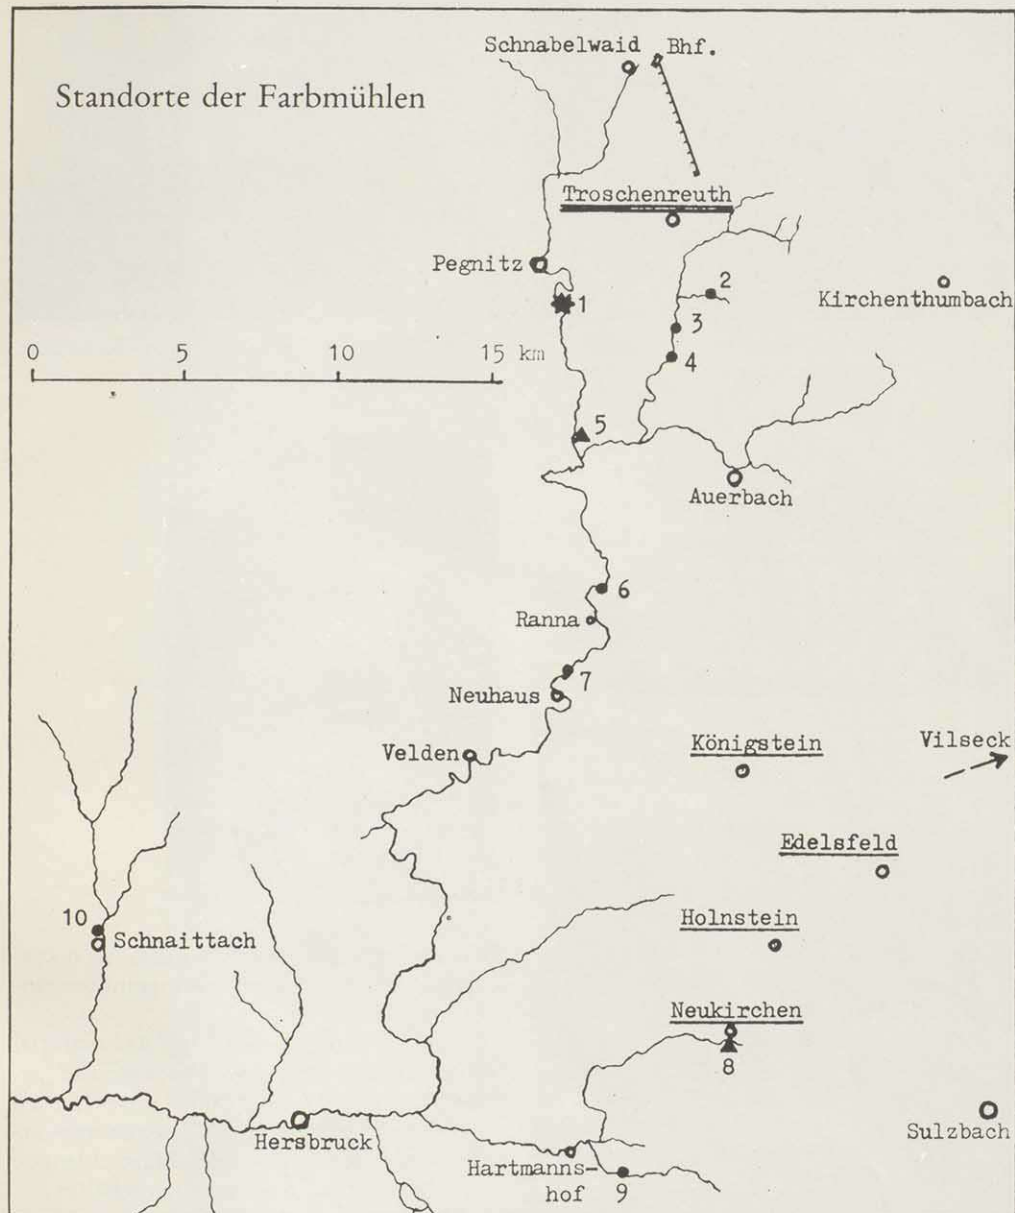 Schnabelwaid Bhf.
Standorte der Farbmühlen
Troschenreuth
Pegnitz
2
Kirchenthumbach
1
3
0 5 10 15 km
4
5
Auerbach
6
Ranna
7
Neuhaus
Königstein
Vilseck
Velden
Edelsfeld
10
Schnaittach
Holnstein
Neukirchen
8
Hersbruck
Sulzbach
Hartmanns-
hof
9